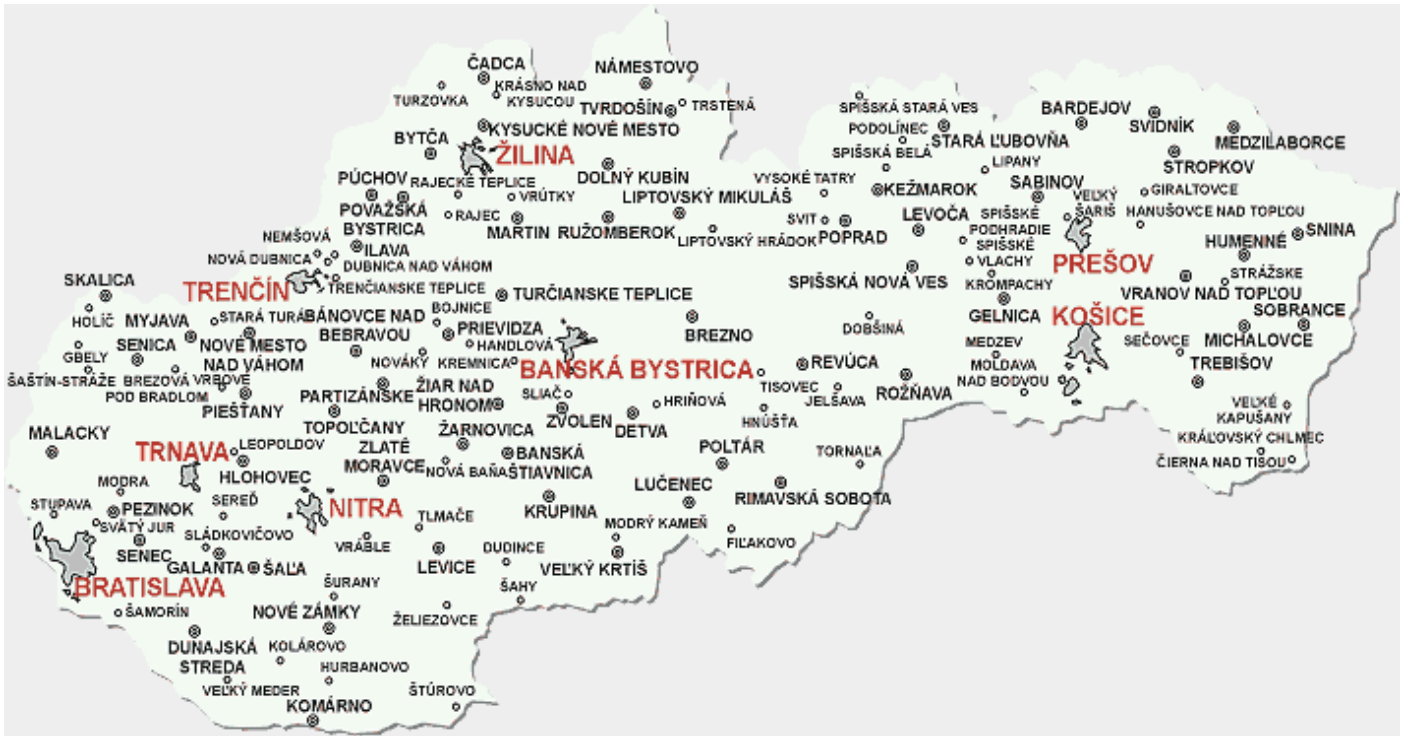 ČADCA
NÁMESTOVO
KRÁSNO NAD
KYSUCOU
TURZOVKA
TVRDOŠÍN
TRSTENÁ
SPIŠSKÁ STARÁ VES
BARDEJOV
SVIDNÍK
MEDZILABORCE
KYSUCKÉ NOVÉ MESTO
PODOLÍNEC
STARÁ ĽUBOVŇA
BYTČA
ŽILINA
SPIŠSKÁ BELÁ
LIPANY
STROPKOV
DOLNÝ KUBÍN
VYSOKÉ TATRY
KEŽMAROK
SABINOV
GIRALTOVCE
PÚCHOV
RAJECKÉ TEPLICE
VRÚTKY
LIPTOVSKÝ MIKULÁŠ
VEĽKÝ
ŠARIŠ
POVAŽSKÁ
BYSTRICA
RAJEC
MARTIN
RUŽOMBEROK
LIPTOVSKÝ HRÁDOK
SVIT
POPRAD
LEVOČA
SPIŠSKÉ
PODHRADIE
HANUŠOVCE NAD TOPĽOU
SNINA
NEMŠOVÁ
ILAVA
SPIŠSKÉ
VLACHY
HUMENNÉ
NOVÁ DUBNICA
DUBNICA NAD VÁHOM
PREŠOV
SKALICA
TRENČÍN
TRENČIANSKE TEPLICE
SPIŠSKÁ NOVÁ VES
KROMPACHY
STRÁŽSKE
VRANOV NAD TOPĽOU
TURČIANSKE TEPLICE
BOJNICE
HOLÍČ
MYJAVA
STARÁ TURÁ
BÁNOVCE NAD
BEBRAVOU
GELNICA
KOŠICE
SOBRANCE
PRIEVIDZA
BREZNO
DOBŠINÁ
GBELY
SENICA
NOVÉ MESTO
NAD VÁHOM
HANDLOVÁ
NOVÁKY
KREMNICA
MEDZEV
SEČOVCE
MICHALOVCE
BANSKÁ BYSTRICA
REVÚCA
MOLDAVA
NAD BODVOU
TREBIŠOV
ŠAŠTÍN-STRÁŽE
BREZOVÁ
POD BRADLOM
VRBOVÉ
TISOVEC
JELŠAVA
ROŽŇAVA
PIEŠŤANY
PARTIZÁNSKE
ŽIAR NAD
HRONOM
SLIAČ
HRIŇOVÁ
ZVOLEN
DETVA
HNÚŠŤA
VEĽKÉ
KAPUŠANY
MALACKY
TOPOĽČANY
ŽARNOVICA
KRÁĽOVSKÝ CHLMEC
TRNAVA
LEOPOLDOV
ZLATÉ
MORAVCE
BANSKÁ
ŠTIAVNICA
POLTÁR
TORNAĽA
ČIERNA NAD TISOU
HLOHOVEC
NOVÁ BAŇA
MODRA
LUČENEC
RIMAVSKÁ SOBOTA
STUPAVA
PEZINOK
SEREĎ
NITRA
KRUPINA
SVÄTÝ JUR
TLMAČE
MODRÝ KAMEŇ
SLÁDKOVIČOVO
VRÁBLE
FIĽAKOVO
SENEC
DUDINCE
GALANTA
ŠAĽA
LEVICE
VEĽKÝ KRTÍŠ
BRATISLAVA
ŠURANY
ŠAHY
ŠAMORÍN
NOVÉ ZÁMKY
ŽELIEZOVCE
DUNAJSKÁ
STREDA
KOLÁROVO
HURBANOVO
VEĽKÝ MEDER
ŠTÚROVO
KOMÁRNO